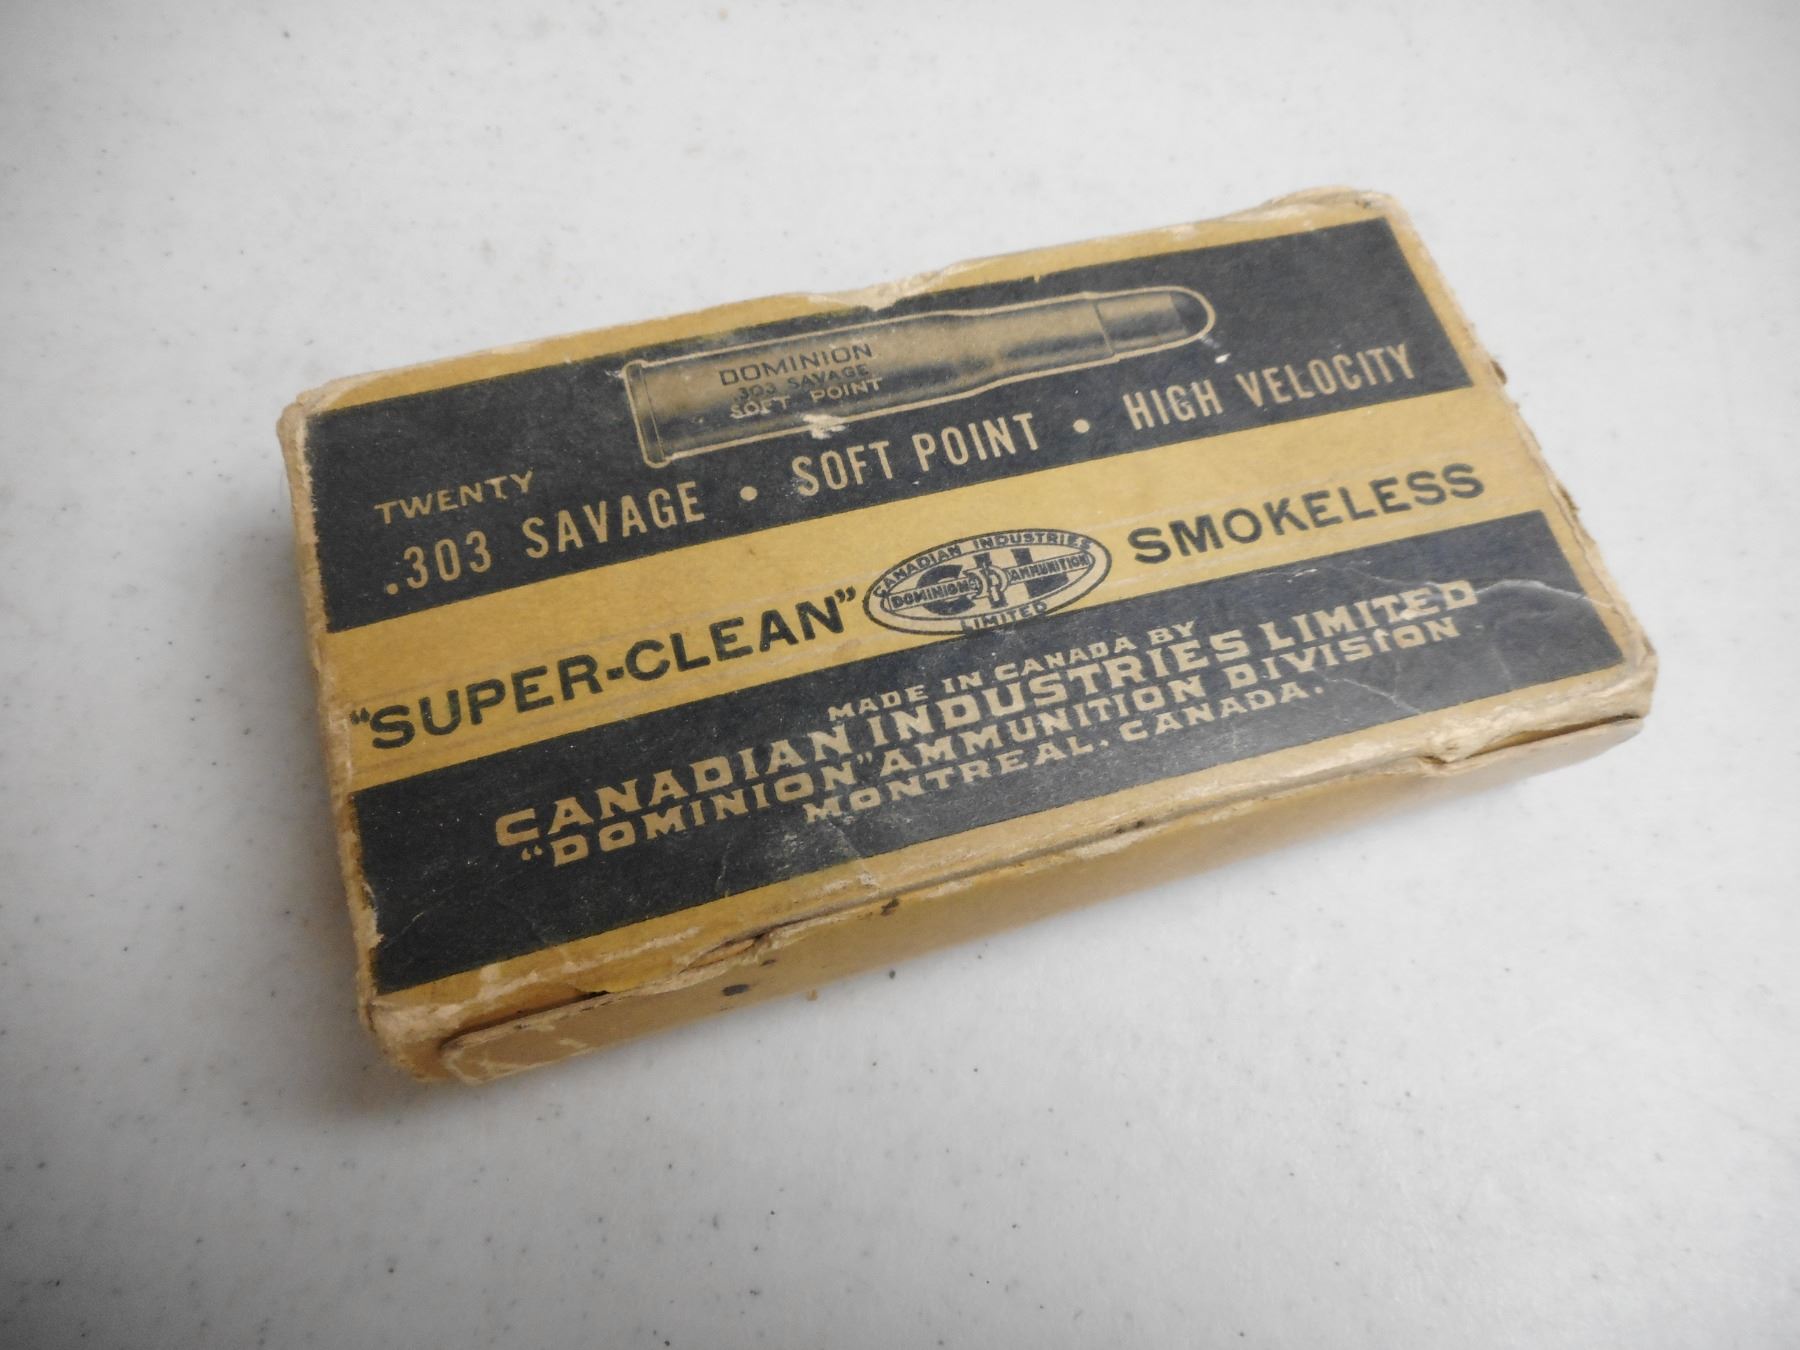 DOMINION
.303 SAVAGE
SOFT POINT
TWENTY
.303 SAVAGE • SOFT POINT • HIGH VELOCITY
"SUPER-CLEAN" SMOKELESS
CANADIAN INDUSTRIES
DOMINION AMMUNITION
LIMITED
MADE IN CANADA BY
CANADIAN INDUSTRIES LIMITED
"DOMINION" AMMUNITION DIVISION
MONTREAL. CANADA.